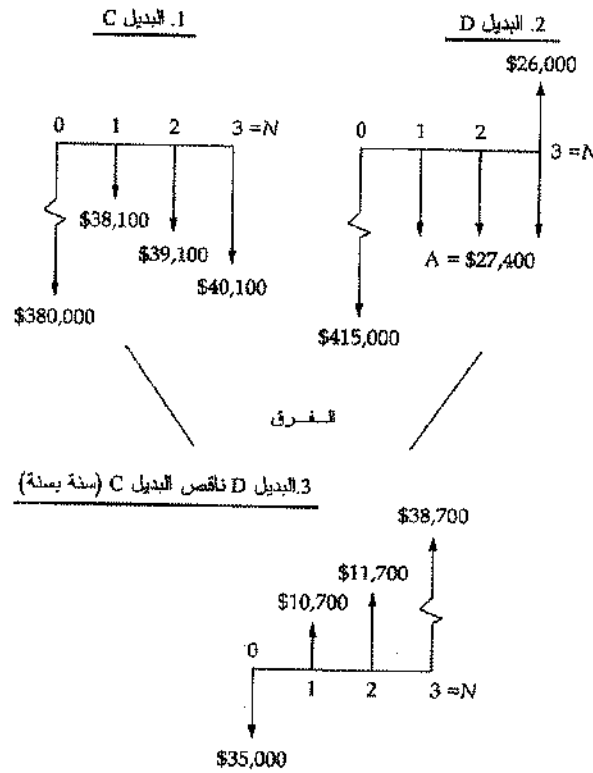 1. البديل C
0
1
2
3 =N
$38,100
$39,100
$40,100
$380,000
2. البديل D
$26,000
0
1
2
3 =N
A = $27,400
$415,000
الـفـرق
3.البديل D ناقص البديل C (سنة بسنة)
$38,700
$11,700
$10,700
0
1
2
3 =N
$35,000